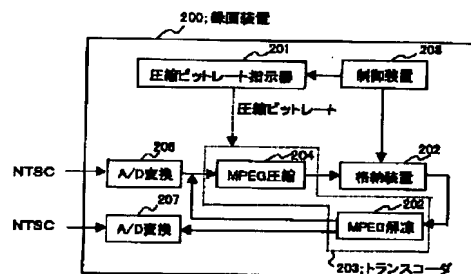 200;録画装置
201
圧縮ビットレート指示器
208
制御装置
圧縮ビットレート
NTSC
206
A/D変換
204
MPEG圧縮
202
格納装置
NTSC
207
A/D変換
MPEG解凍
203;トランスコーダ